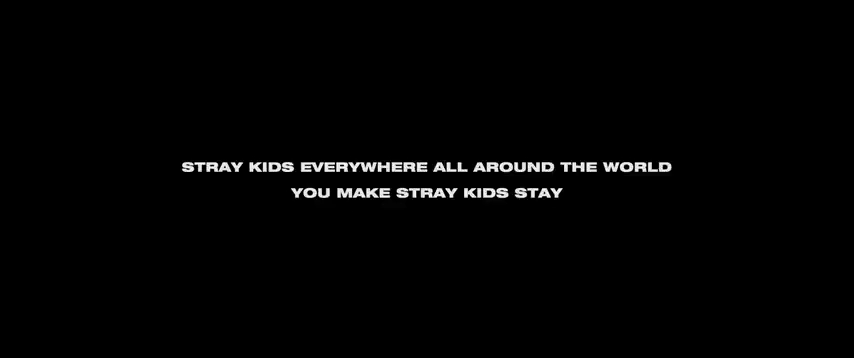 STRAY KIDS EVERYWHERE ALL AROUND THE WORLD
YOU MAKE STRAY KIDS STAY